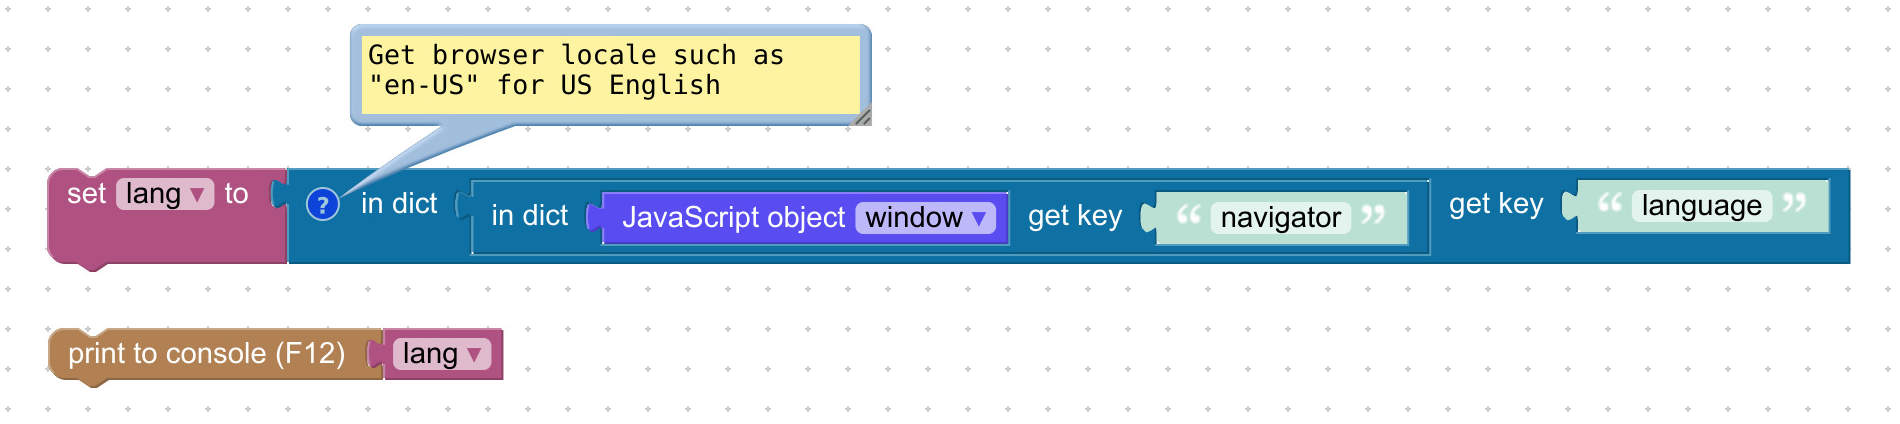 Get browser locale such as
"en-US" for US English
set lang ▾ to ? in dict in dict JavaScript object window ▾ get key “ navigator ” get key “ language ”
print to console (F12) lang ▾